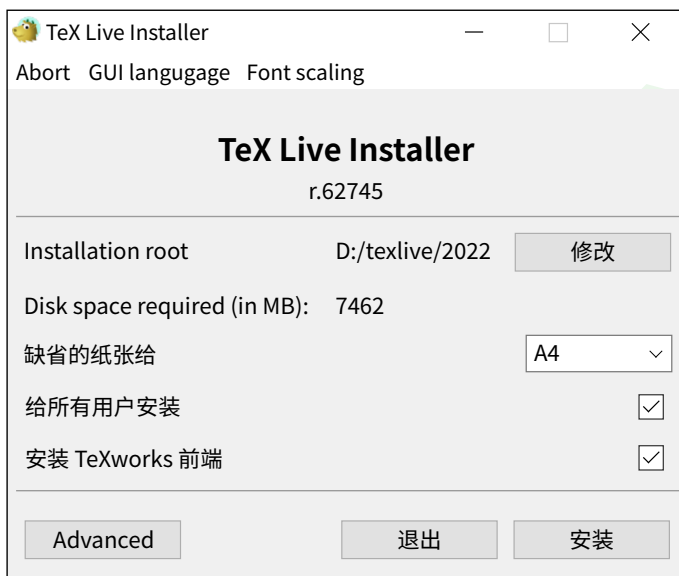 TeX Live Installer
Abort GUI langugage Font scaling
TeX Live Installer
r.62745
Installation root D:/texlive/2022 修改
Disk space required (in MB): 7462
缺省的纸张给 A4
给所有用户安装
安装 TeXworks 前端
Advanced 退出 安装